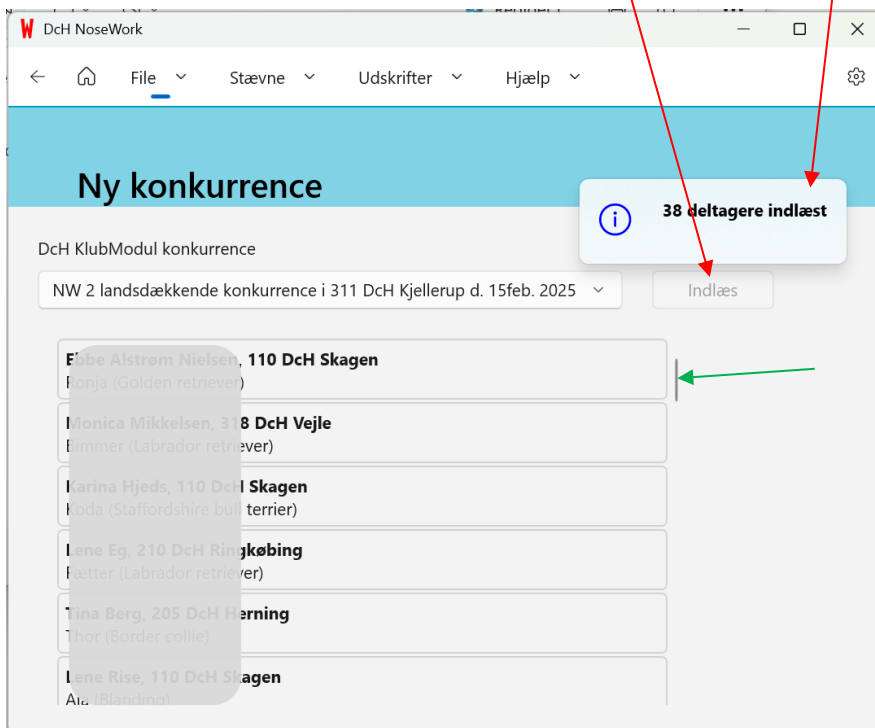 DcH NoseWork
File
Stævne
Udskrifter
Hjælp
Ny konkurrence
38 deltagere indlæst
DcH KlubModul konkurrence
NW 2 landsdækkende konkurrence i 311 DcH Kjellerup d. 15feb. 2025
Indlæs
Ebbe Alstrøm Nielsen, 110 DcH Skagen
Ronja (Golden retriever)
Monica Mikkelsen, 318 DcH Vejle
Bimmer (Labrador retriever)
Karina Hjeds, 110 DcH Skagen
Koda (Staffordshire bull terrier)
Lene Eg, 210 DcH Ringkøbing
Fætter (Labrador retriever)
Tina Berg, 205 DcH Herning
Thor (Border collie)
Lene Rise, 110 DcH Skagen
Aja (Blanding)